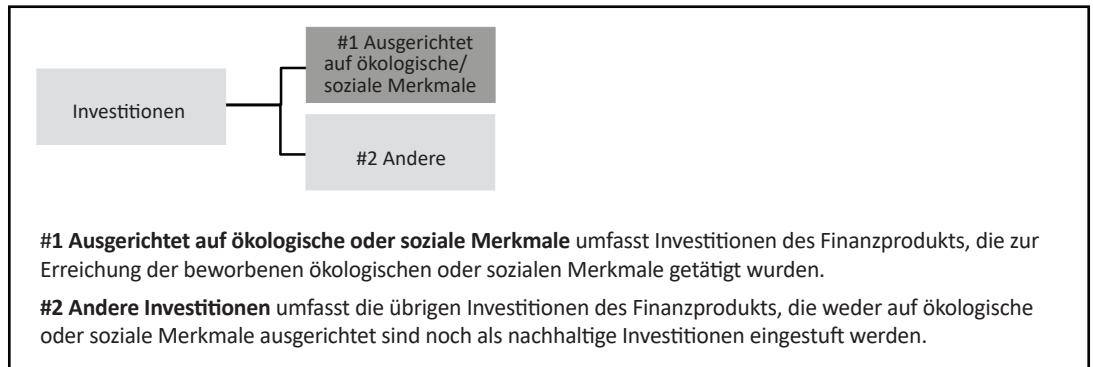 #1 Ausgerichtet
auf ökologische/
soziale Merkmale
Investitionen
#2 Andere
#1 Ausgerichtet auf ökologische oder soziale Merkmale umfasst Investitionen des Finanzprodukts, die zur
Erreichung der beworbenen ökologischen oder sozialen Merkmale getätigt wurden.
#2 Andere Investitionen umfasst die übrigen Investitionen des Finanzprodukts, die weder auf ökologische
oder soziale Merkmale ausgerichtet sind noch als nachhaltige Investitionen eingestuft werden.